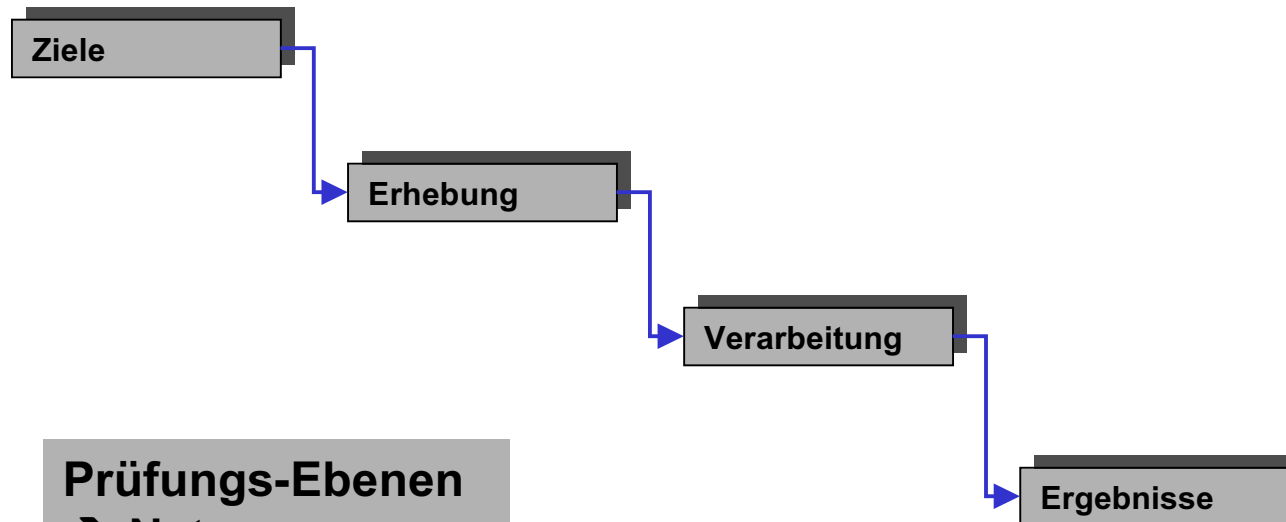 Ziele
Erhebung
Verarbeitung
Prüfungs-Ebenen
Ergebnisse